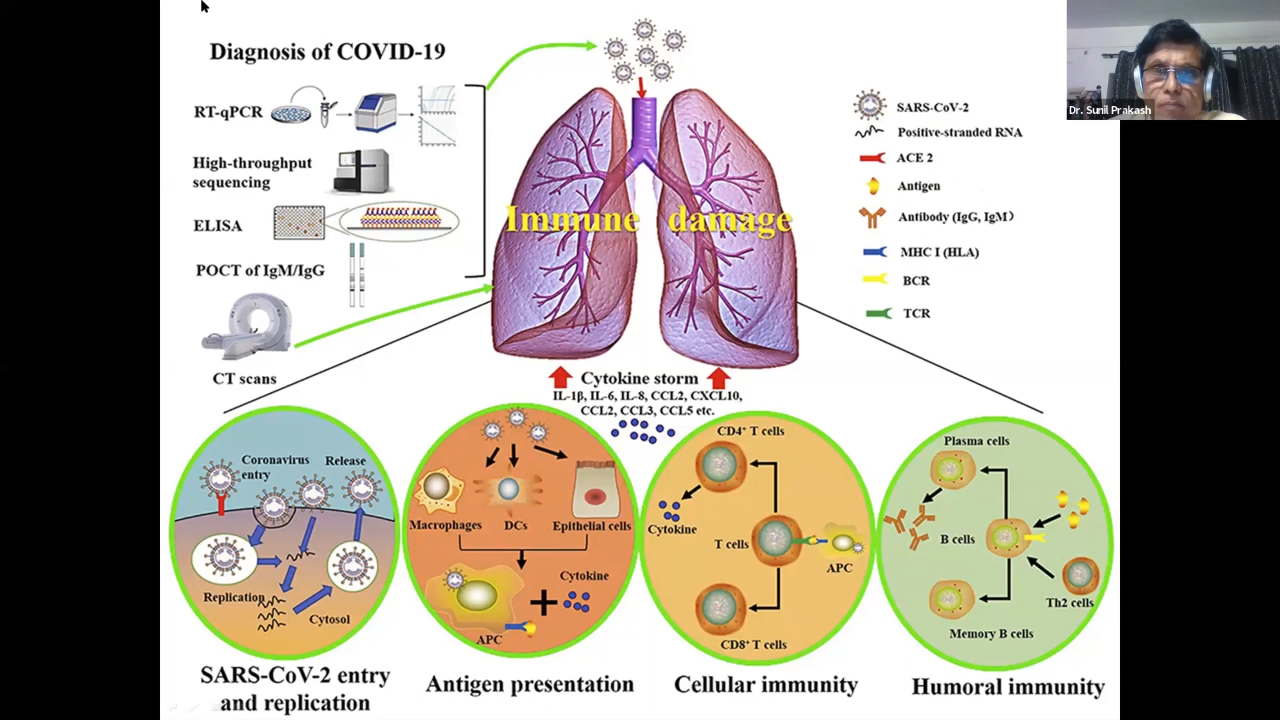 Diagnosis of COVID-19
RT-qPCR
High-throughput
sequencing
ELISA
POCT of IgM/IgG
CT scans
Immune damage
Dr. Sunil Prakash
SARS-CoV-2
Positive-stranded RNA
ACE 2
Antigen
Antibody (IgG, IgM)
MHC I (HLA)
BCR
TCR
Cytokine storm
IL-1β, IL-6, IL-8, CCL2, CXCL10,
CCL2, CCL3, CCL5 etc.
Coronavirus
entry
Release
Replication
Cytosol
SARS-CoV-2 entry
and replication
Macrophages
DCs
Epithelial cells
Cytokine
APC
Antigen presentation
CD4⁺ T cells
Cytokine
T cells
APC
CD8⁺ T cells
Cellular immunity
Plasma cells
B cells
Th2 cells
Memory B cells
Humoral immunity